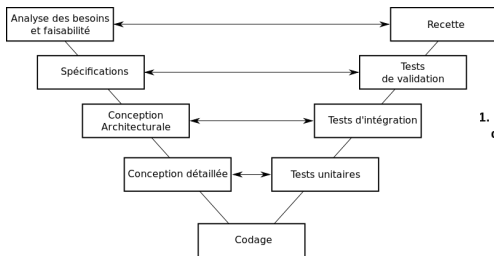 Analyse des besoins
et faisabilité
Recette
Spécifications
Tests
de validation
Conception
Architecturale
Tests d'intégration
1.
Conception détaillée
Tests unitaires
Codage